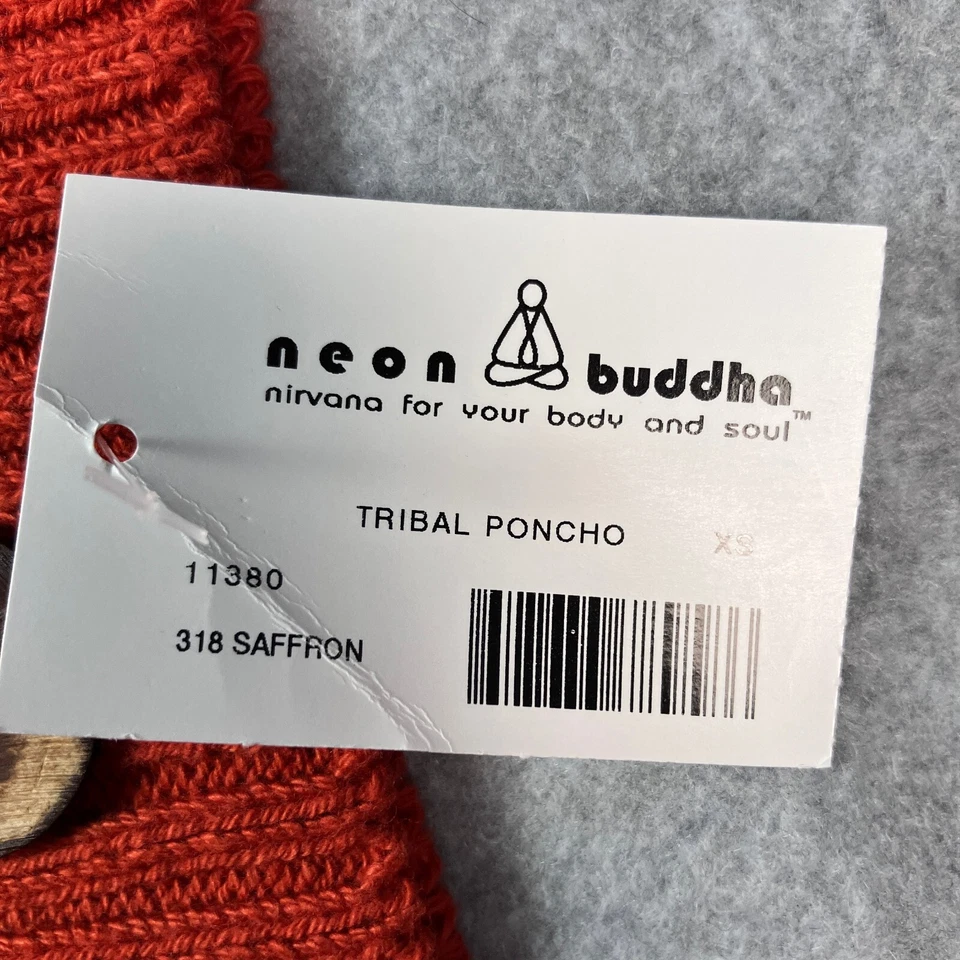 neon buddha
nirvana for your body and soul™
TRIBAL PONCHO XS
11380
318 SAFFRON